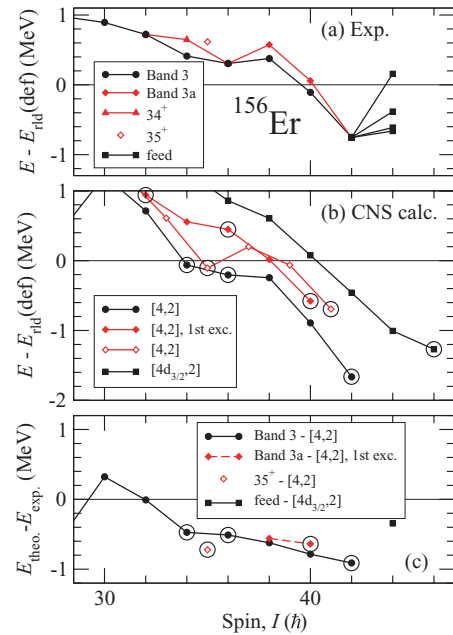 (a) Exp.
E - E_rld(def) (MeV)
1
0
-1
Band 3
Band 3a
34⁺
35⁺
feed
¹⁵⁶Er
(b) CNS calc.
E - E_rld(def) (MeV)
1
0
-1
-2
[4,2]
[4,2], 1st exc.
[4,2]
[4d_3/2,2]
E_theo.-E_exp. (MeV)
1
0
-1
Band 3 - [4,2]
Band 3a - [4,2], 1st exc.
35⁺ - [4,2]
feed - [4d_3/2,2]
(c)
30 40
Spin, I (ħ)